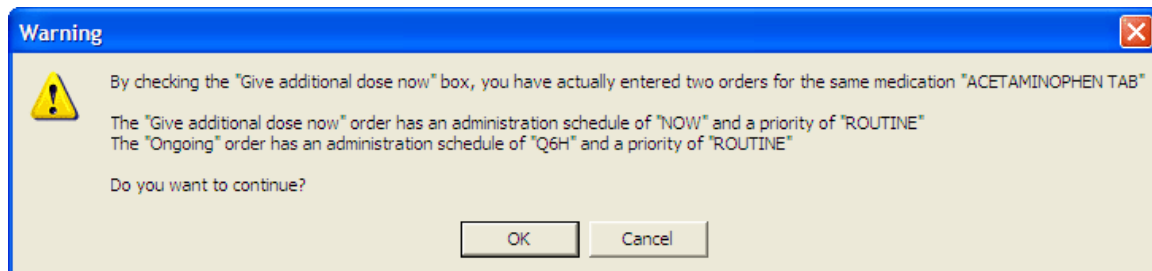 Warning
By checking the "Give additional dose now" box, you have actually entered two orders for the same medication "ACETAMINOPHEN TAB"
The "Give additional dose now" order has an administration schedule of "NOW" and a priority of "ROUTINE"
The "Ongoing" order has an administration schedule of "Q6H" and a priority of "ROUTINE"
Do you want to continue?
OK
Cancel